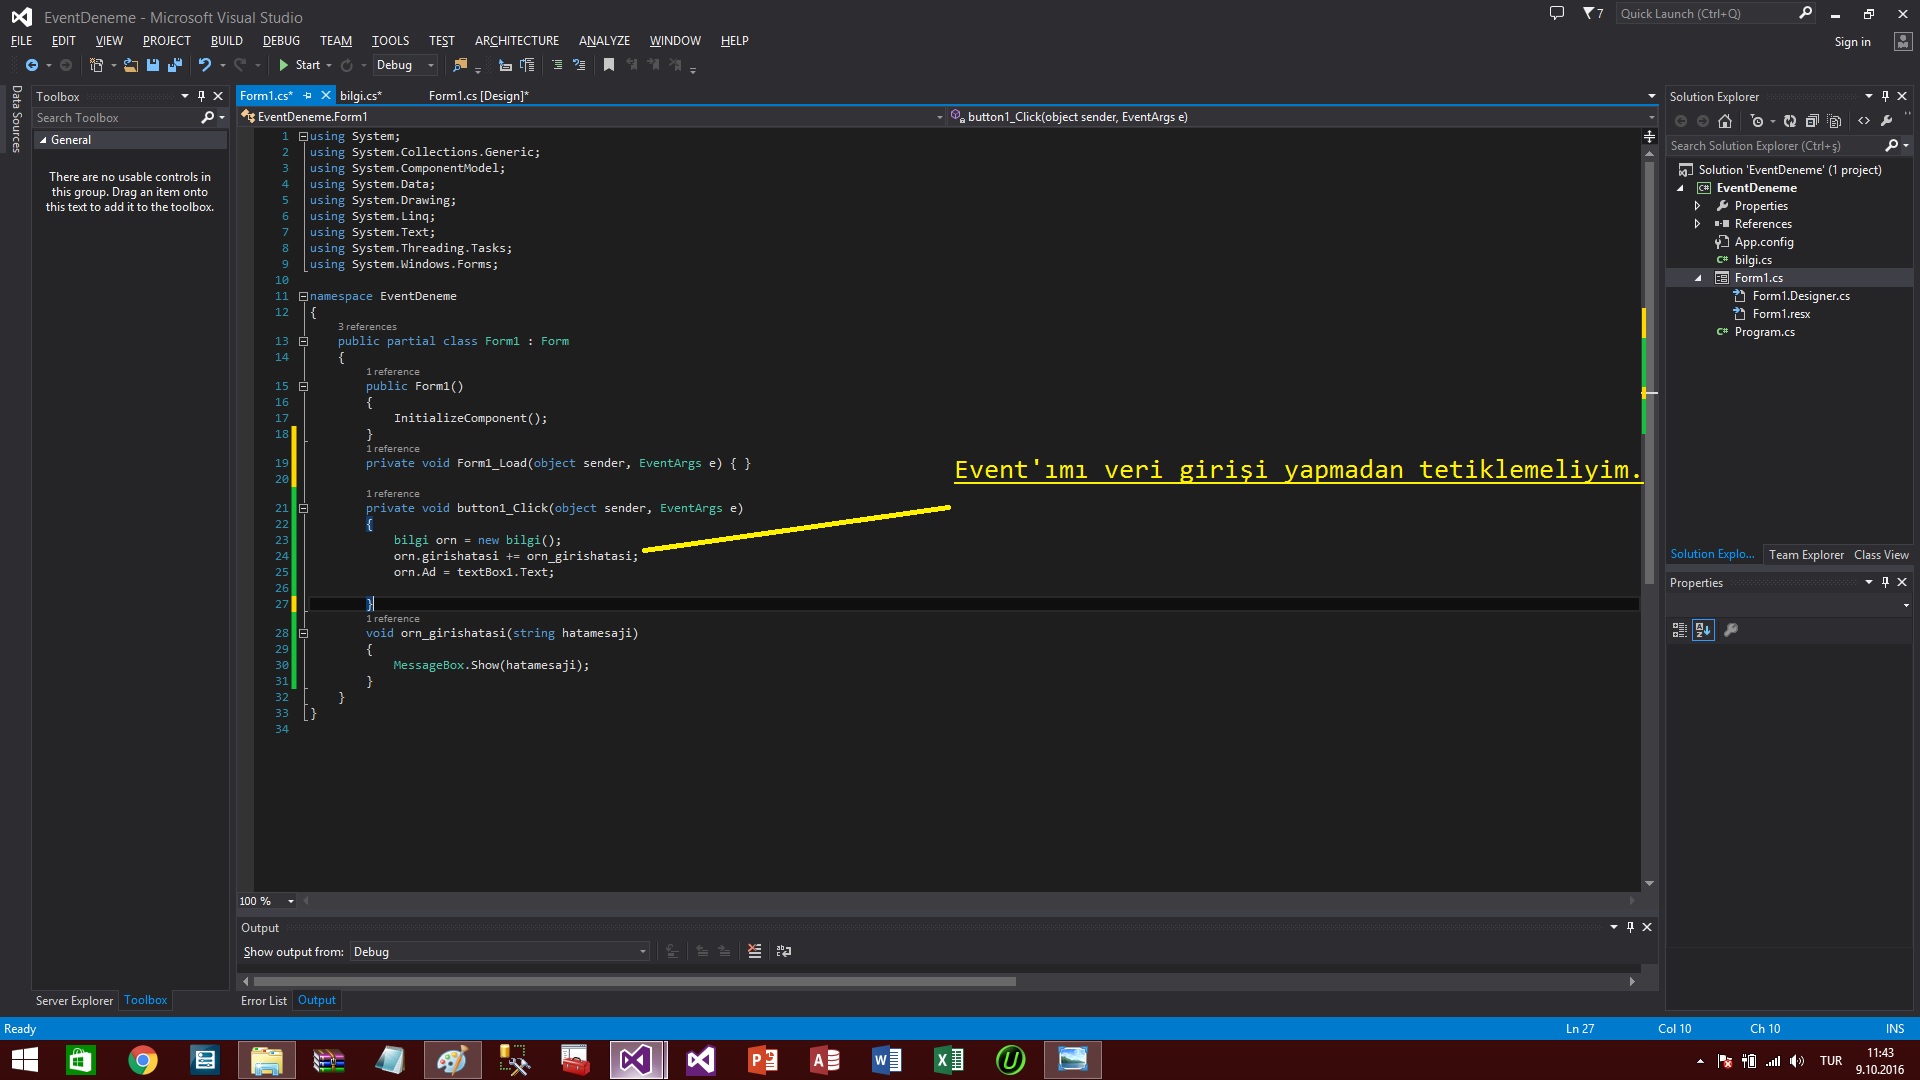 EventDeneme - Microsoft Visual Studio
7
Quick Launch (Ctrl+Q)
FILE EDIT VIEW PROJECT BUILD DEBUG TEAM TOOLS TEST ARCHITECTURE ANALYZE WINDOW HELP
Sign in
Start
Debug
Data Sources
Toolbox
Search Toolbox
General
There are no usable controls in
this group. Drag an item onto
this text to add it to the toolbox.
Form1.cs* bilgi.cs* Form1.cs [Design]*
EventDeneme.Form1
button1_Click(object sender, EventArgs e)
1 using System;
2 using System.Collections.Generic;
3 using System.ComponentModel;
4 using System.Data;
5 using System.Drawing;
6 using System.Linq;
7 using System.Text;
8 using System.Threading.Tasks;
9 using System.Windows.Forms;
10
11 namespace EventDeneme
12 {
3 references
13 public partial class Form1 : Form
14 {
1 reference
15 public Form1()
16 {
17 InitializeComponent();
18 }
1 reference
19 private void Form1_Load(object sender, EventArgs e) { }
20
1 reference
21 private void button1_Click(object sender, EventArgs e)
22 {
23 bilgi orn = new bilgi();
24 orn.girishatasi += orn_girishatasi;
25 orn.Ad = textBox1.Text;
26
27 }
1 reference
28 void orn_girishatasi(string hatamesaji)
29 {
30 MessageBox.Show(hatamesaji);
31 }
32 }
33 }
34
Event'ımı veri girişi yapmadan tetiklemeliyim.
100 %
Output
Show output from: Debug
Server Explorer Toolbox
Error List Output
Solution Explorer
Search Solution Explorer (Ctrl+ş)
Solution 'EventDeneme' (1 project)
C# EventDeneme
Properties
References
App.config
C# bilgi.cs
Form1.cs
Form1.Designer.cs
Form1.resx
C# Program.cs
Solution Explo... Team Explorer Class View
Properties
Ready
Ln 27 Col 10 Ch 10 INS
TUR
11:43
9.10.2016